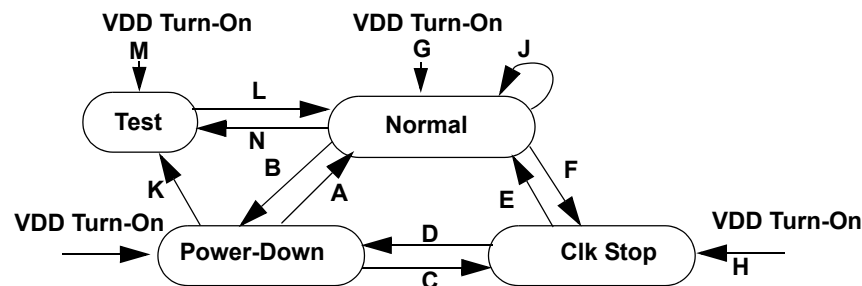 VDD Turn-On
M
VDD Turn-On
G
J
L
Test
Normal
N
B
F
K
A
E
VDD Turn-On
VDD Turn-On
Power-Down
D
Clk Stop
H
C